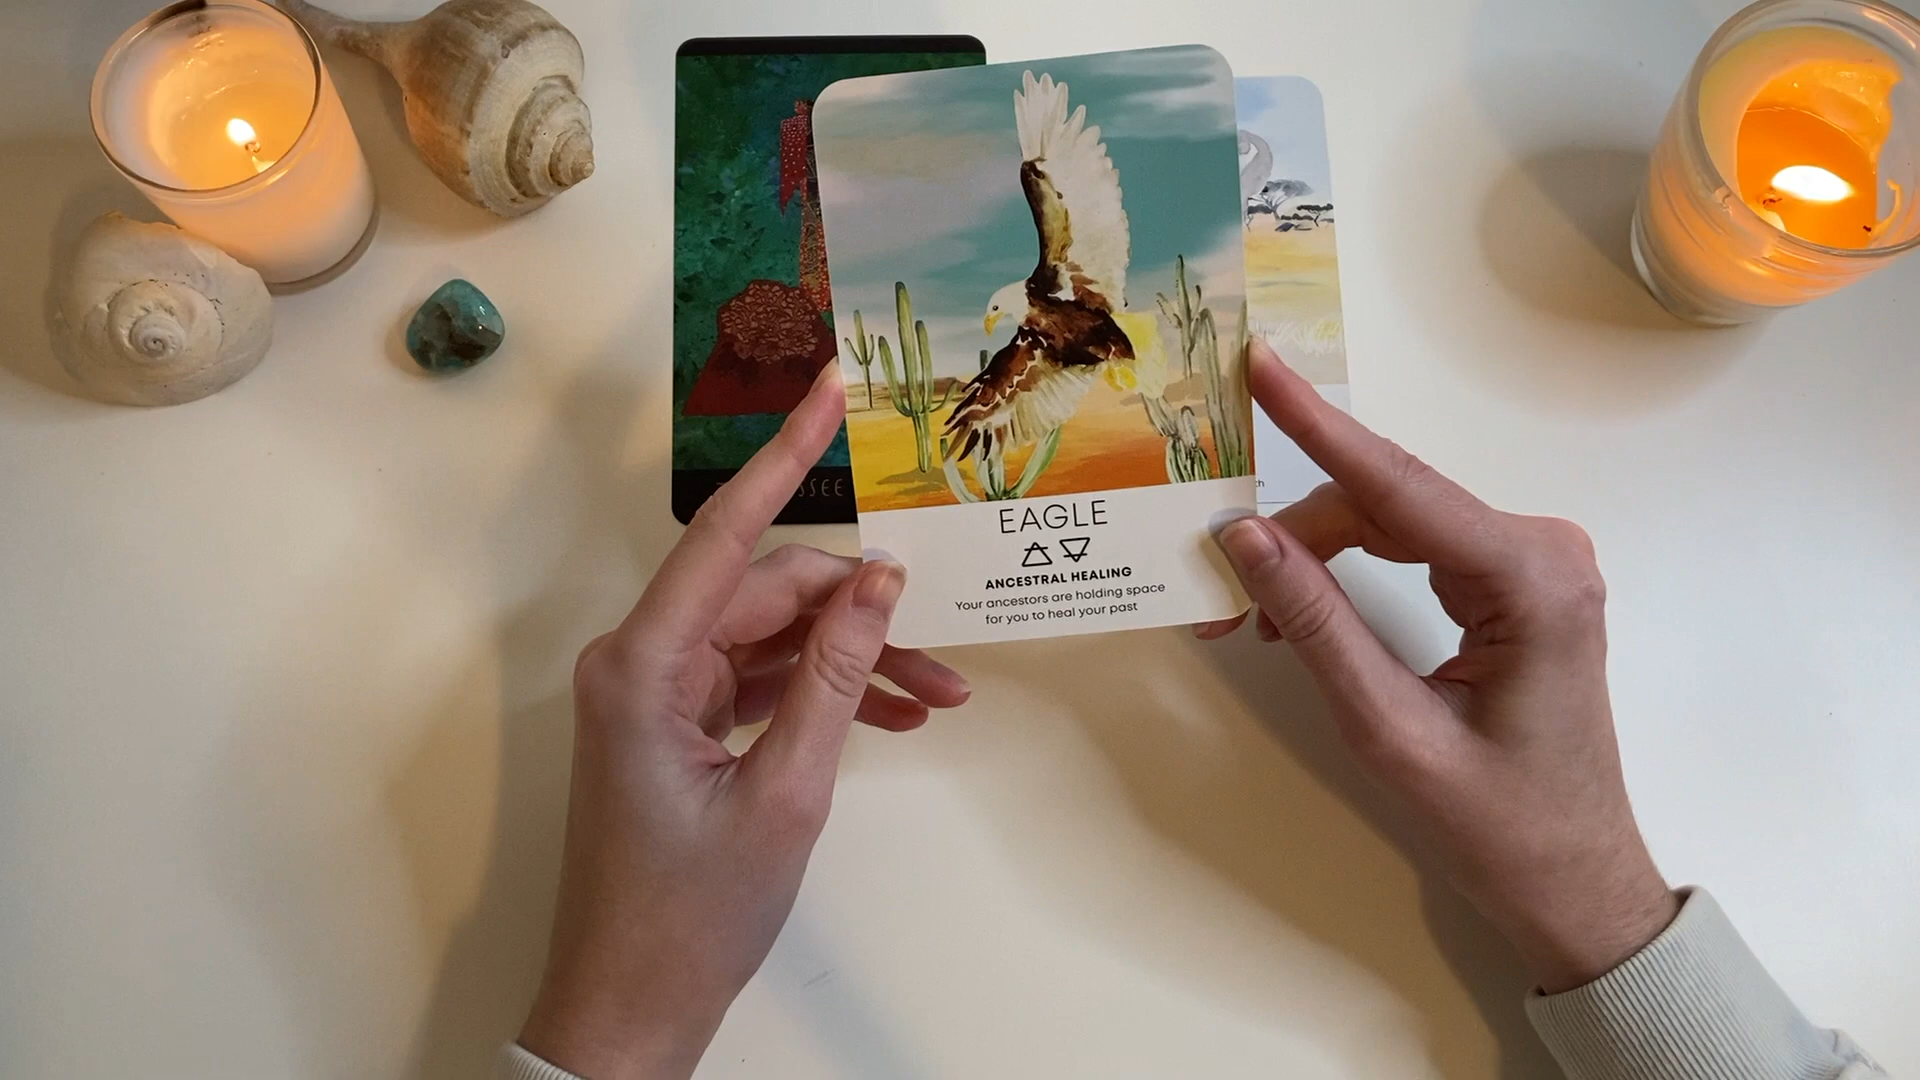 EAGLE
ANCESTRAL HEALING
Your ancestors are holding space
for you to heal your past